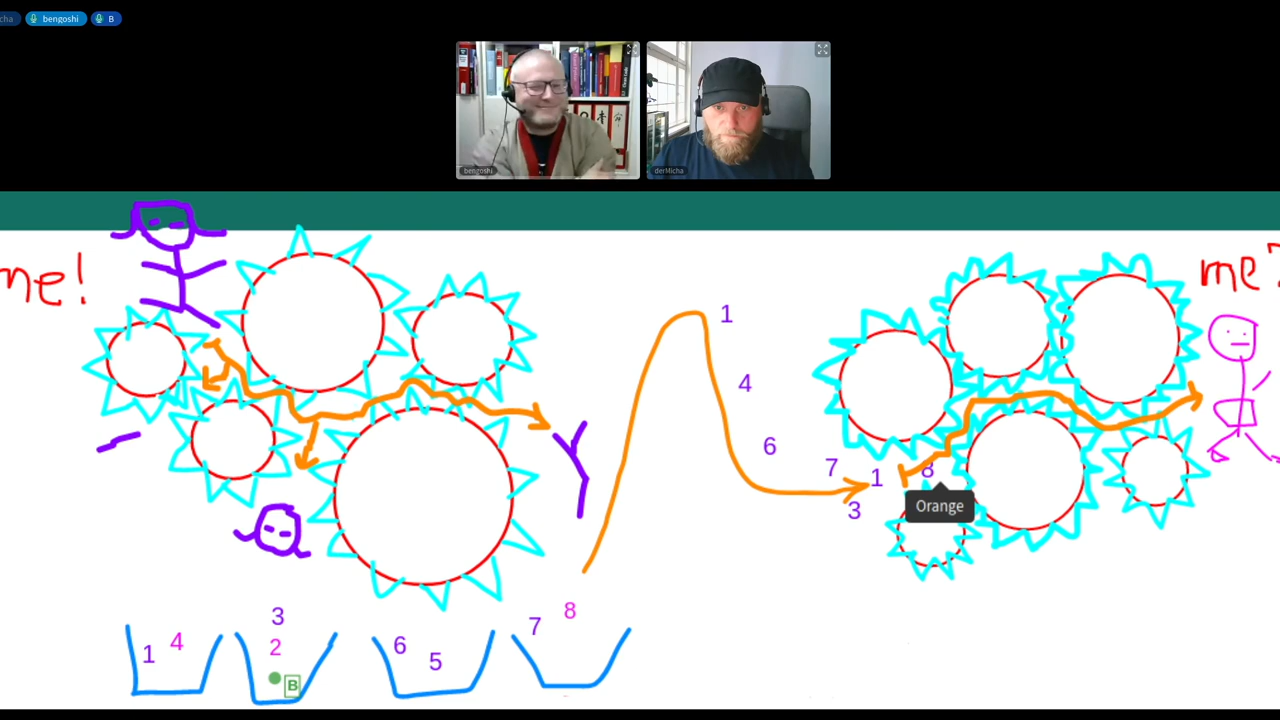 cha
bengoshi
B
bengoshi
derMicha
me!
me?
1
4
6
7 1 8
3
Orange
1 4
3
2
B
6 5
7 8